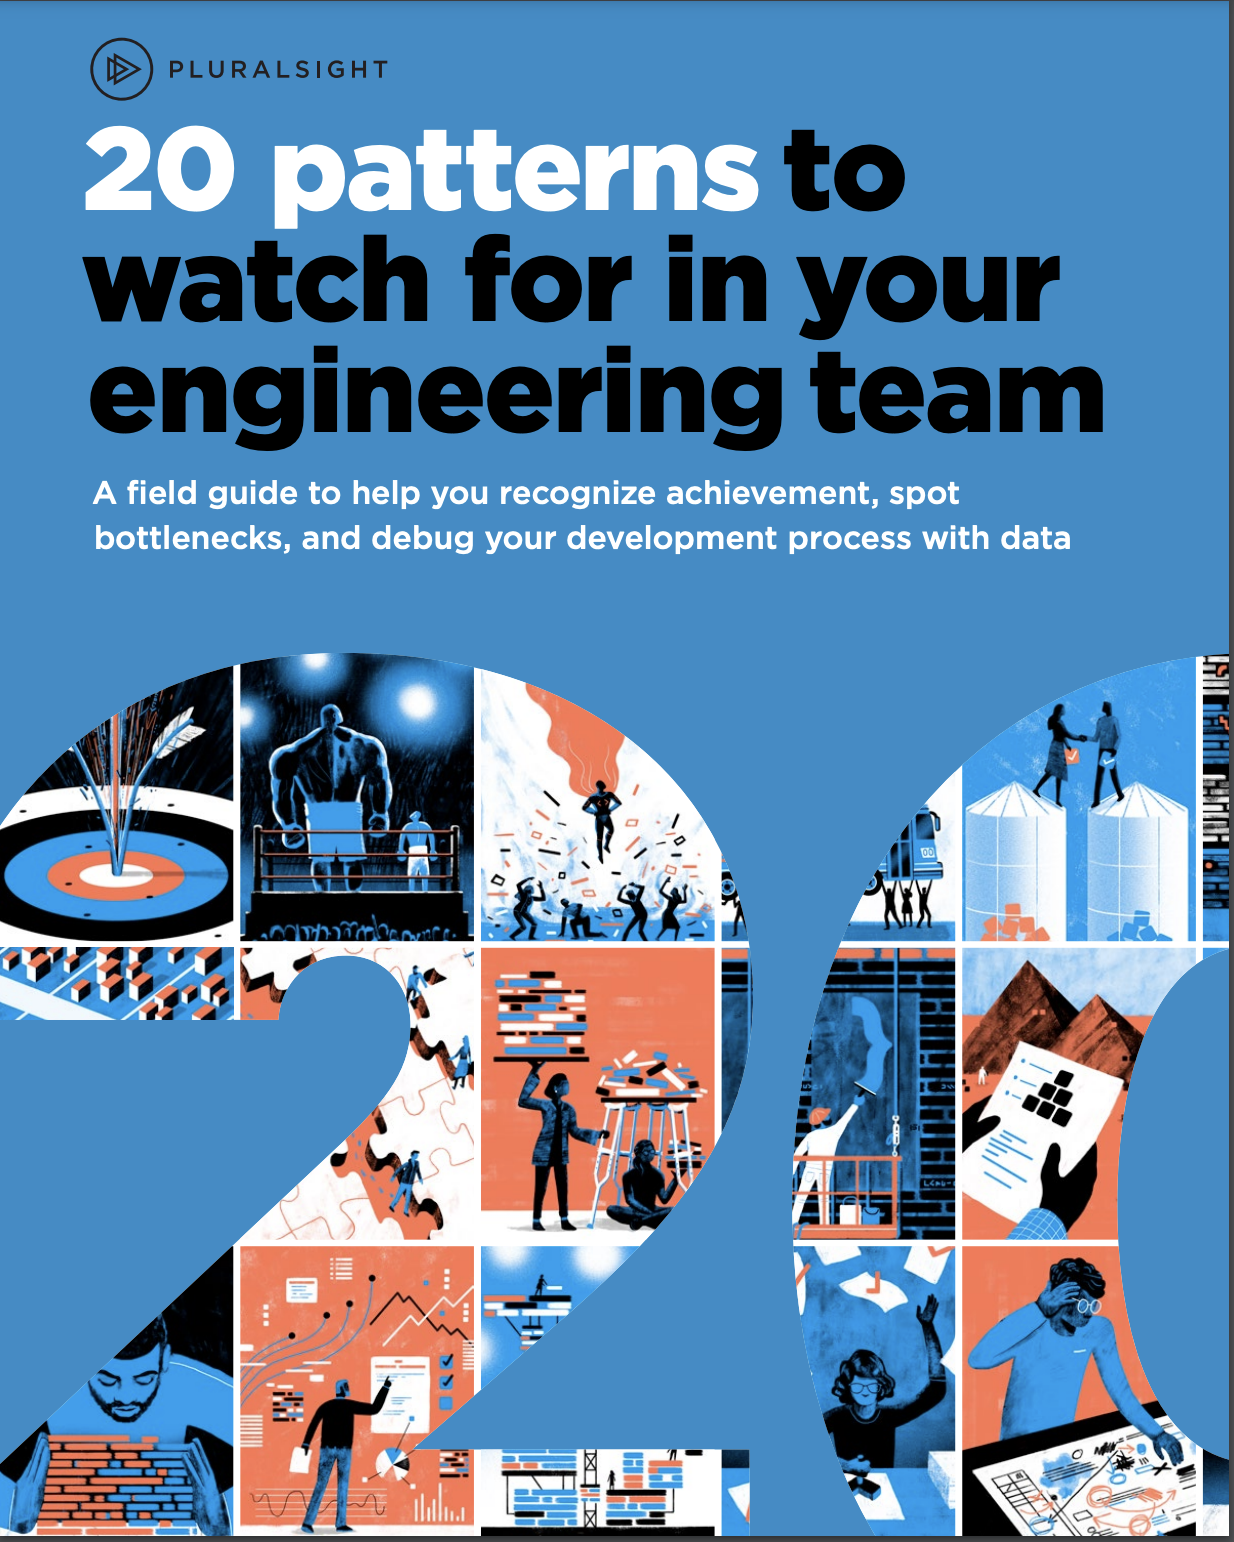 PLURALSIGHT
20 patterns to
watch for in your
engineering team
A field guide to help you recognize achievement, spot
bottlenecks, and debug your development process with data
00